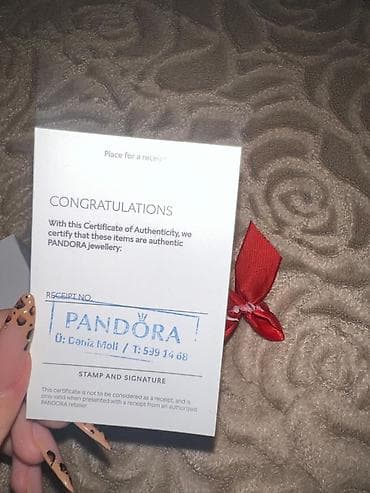 Place for a receipt
CONGRATULATIONS
With this Certificate of Authenticity, we
certify that these items are authentic
PANDORA jewellery:
RECEIPT NO.
PANDORA
Ü: Dəniz Moll / T: 599 14 68
STAMP AND SIGNATURE
This certificate is not to be considered as a receipt, and is
only valid when presented with a receipt from an authorised
PANDORA retailer